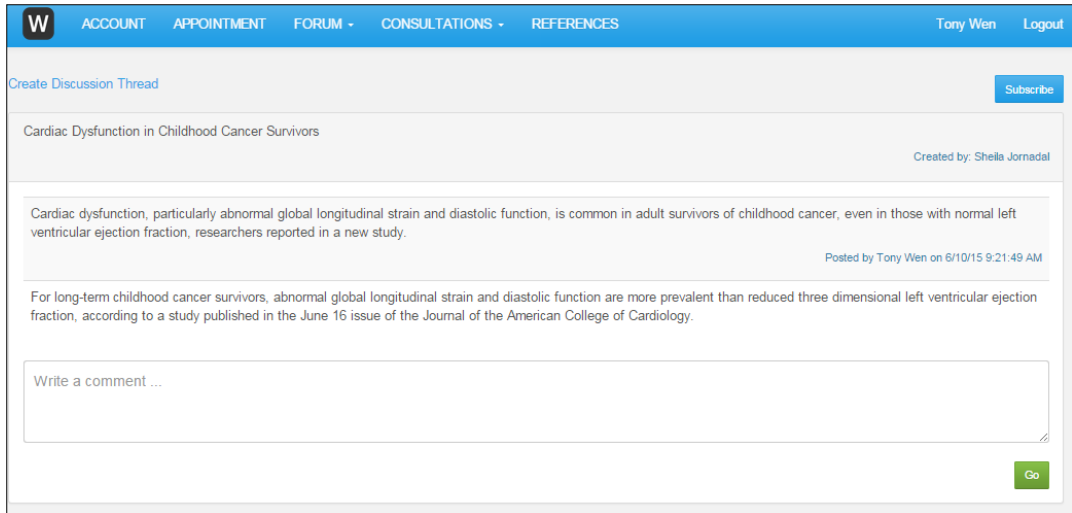 W ACCOUNT APPOINTMENT FORUM CONSULTATIONS REFERENCES Tony Wen Logout
Create Discussion Thread
Subscribe
Cardiac Dysfunction in Childhood Cancer Survivors
Created by: Sheila Jornadal
Cardiac dysfunction, particularly abnormal global longitudinal strain and diastolic function, is common in adult survivors of childhood cancer, even in those with normal left
ventricular ejection fraction, researchers reported in a new study.
Posted by Tony Wen on 6/10/15 9:21:49 AM
For long-term childhood cancer survivors, abnormal global longitudinal strain and diastolic function are more prevalent than reduced three dimensional left ventricular ejection
fraction, according to a study published in the June 16 issue of the Journal of the American College of Cardiology.
Write a comment ...
Go